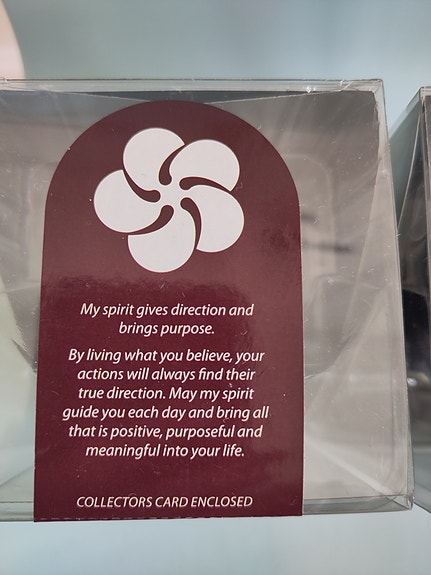 My spirit gives direction and
brings purpose.
By living what you believe, your
actions will always find their
true direction. May my spirit
guide you each day and bring all
that is positive, purposeful and
meaningful into your life.
COLLECTORS CARD ENCLOSED